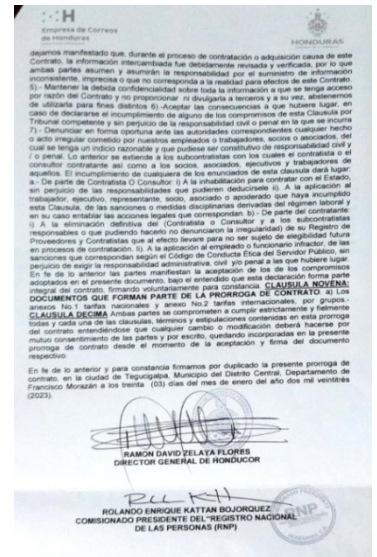 Empresa de Correos
de Honduras
HONDURAS
dejamos manifestado que, durante el proceso de contratación o adquisición causa de este
Contrato, la información intercambiada fue debidamente revisada y verificada, por lo que
ambas partes asumen y asumirán la responsabilidad por el suministro de información
inconsistente, imprecisa o que no corresponda a la realidad para efectos de este Contrato.
5).- Mantener la debida confidencialidad sobre toda la información a que se tenga acceso
por razón del Contrato y no proporcionar ni divulgarla a terceros y a su vez, abstenernos
de utilizarla para fines distintos 6).-Aceptar las consecuencias a que hubiere lugar, en
caso de declararse el incumplimiento de alguno de los compromisos de esta Clausula por
Tribunal competente y sin perjuicio de la responsabilidad civil o penal en la que se incurra
7).- Denunciar en forma oportuna ante las autoridades correspondientes cualquier hecho
o acto irregular cometido por nuestros empleados o trabajadores, socios o asociados, del
cual se tenga un indicio razonable y que pudiese ser constitutivo de responsabilidad civil y
/ o penal. Lo anterior se extiende a los subcontratistas con los cuales el contratista o el
consultor contratante así como a los socios, asociados, ejecutivos y trabajadores de
aquellos. El incumplimiento de cualquiera de los enunciados de esta clausula dará lugar:
a.- De parte de Contratista O Consultor: i) A la inhabilitación para contratar con el Estado,
sin perjuicio de las responsabilidades que pudieren deducírsele ii). A la aplicación al
trabajador, ejecutivo, representante, socio, asociado o apoderado que haya incumplido
esta Clausula, de las sanciones o medidas disciplinarias derivadas del régimen laboral y
en su caso entablar las acciones legales que correspondan. b).- De parte del contratante:
i) A la eliminación definitiva del (Contratista o Consultor y a los subcontratistas
responsables o que pudiendo hacerlo no denunciaron la irregularidad) de su Registro de
Proveedores y Contratistas que al efecto llevare para no ser sujeto de elegibilidad futura
en procesos de contratación. ii). A la aplicación al empleado o funcionario infractor, de las
sanciones que correspondan según el Código de Conducta Ética del Servidor Público, sin
perjuicio de exigir la responsabilidad administrativa, civil y/o penal a las que hubiere lugar.
En fe de lo anterior las partes manifiestan la aceptación de los de los compromisos
adoptados en el presente documento, bajo el entendido que esta declaración forma parte
integral del contrato, firmando voluntariamente para constancia. CLAUSULA NOVENA:
DOCUMENTOS QUE FORMAN PARTE DE LA PRORROGA DE CONTRATO. a) Los
anexos No.1 tarifas nacionales y anexo No.2 tarifas internacionales, por grupos.-
CLAUSULA DECIMA Ambas partes se comprometen a cumplir estrictamente y fielmente
todas y cada una de las cláusulas, términos y estipulaciones contenidas en esta prorroga
del contrato entendiéndose que cualquier cambio o modificación deberá hacerse por
mutuo consentimiento de las partes y por escrito, quedando incorporadas en la presente
prorroga de contrato desde el momento de la aceptación y firma del documento
respectivo.
En fe de lo anterior y para constancia firmamos por duplicado la presente prorroga de
contrato, en la ciudad de Tegucigalpa, Municipio del Distrito Central, Departamento de
Francisco Morazán a los treinta (03) días del mes de enero del año dos mil veintitrés
(2023).
RAMON DAVID ZELAYA FLORES
DIRECTOR GENERAL DE HONDUCOR
ROLANDO ENRIQUE KATTAN BOJORQUEZ
COMISIONADO PRESIDENTE DEL"REGISTRO NACIONAL
DE LAS PERSONAS (RNP)